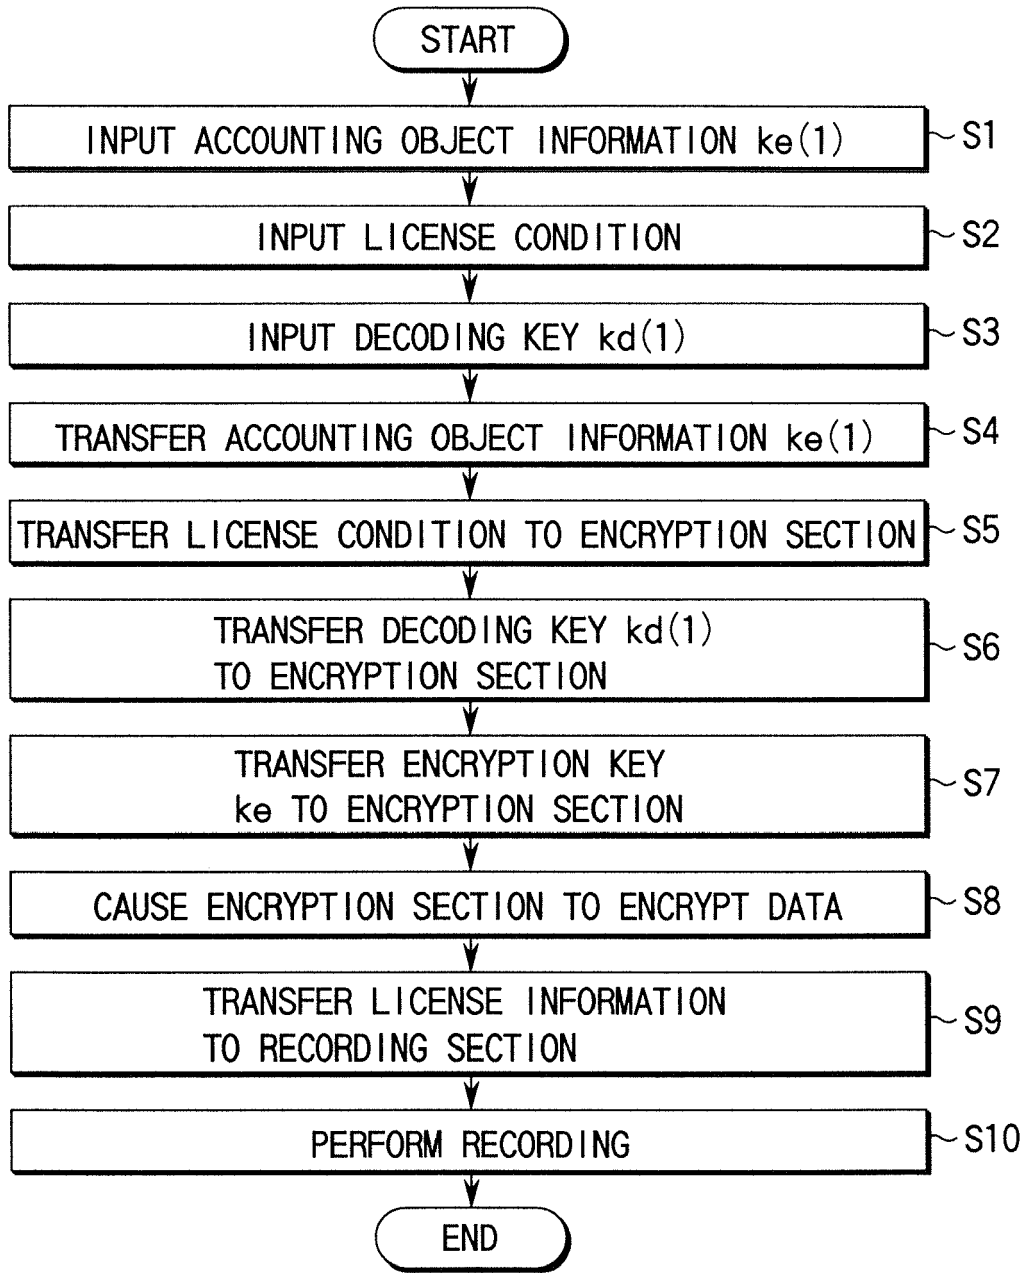 START
INPUT ACCOUNTING OBJECT INFORMATION ke(1)
S1
INPUT LICENSE CONDITION
S2
INPUT DECODING KEY kd(1)
S3
TRANSFER ACCOUNTING OBJECT INFORMATION ke(1)
S4
TRANSFER LICENSE CONDITION TO ENCRYPTION SECTION
S5
TRANSFER DECODING KEY kd(1)
TO ENCRYPTION SECTION
S6
TRANSFER ENCRYPTION KEY
ke TO ENCRYPTION SECTION
S7
CAUSE ENCRYPTION SECTION TO ENCRYPT DATA
S8
TRANSFER LICENSE INFORMATION
TO RECORDING SECTION
S9
PERFORM RECORDING
S10
END